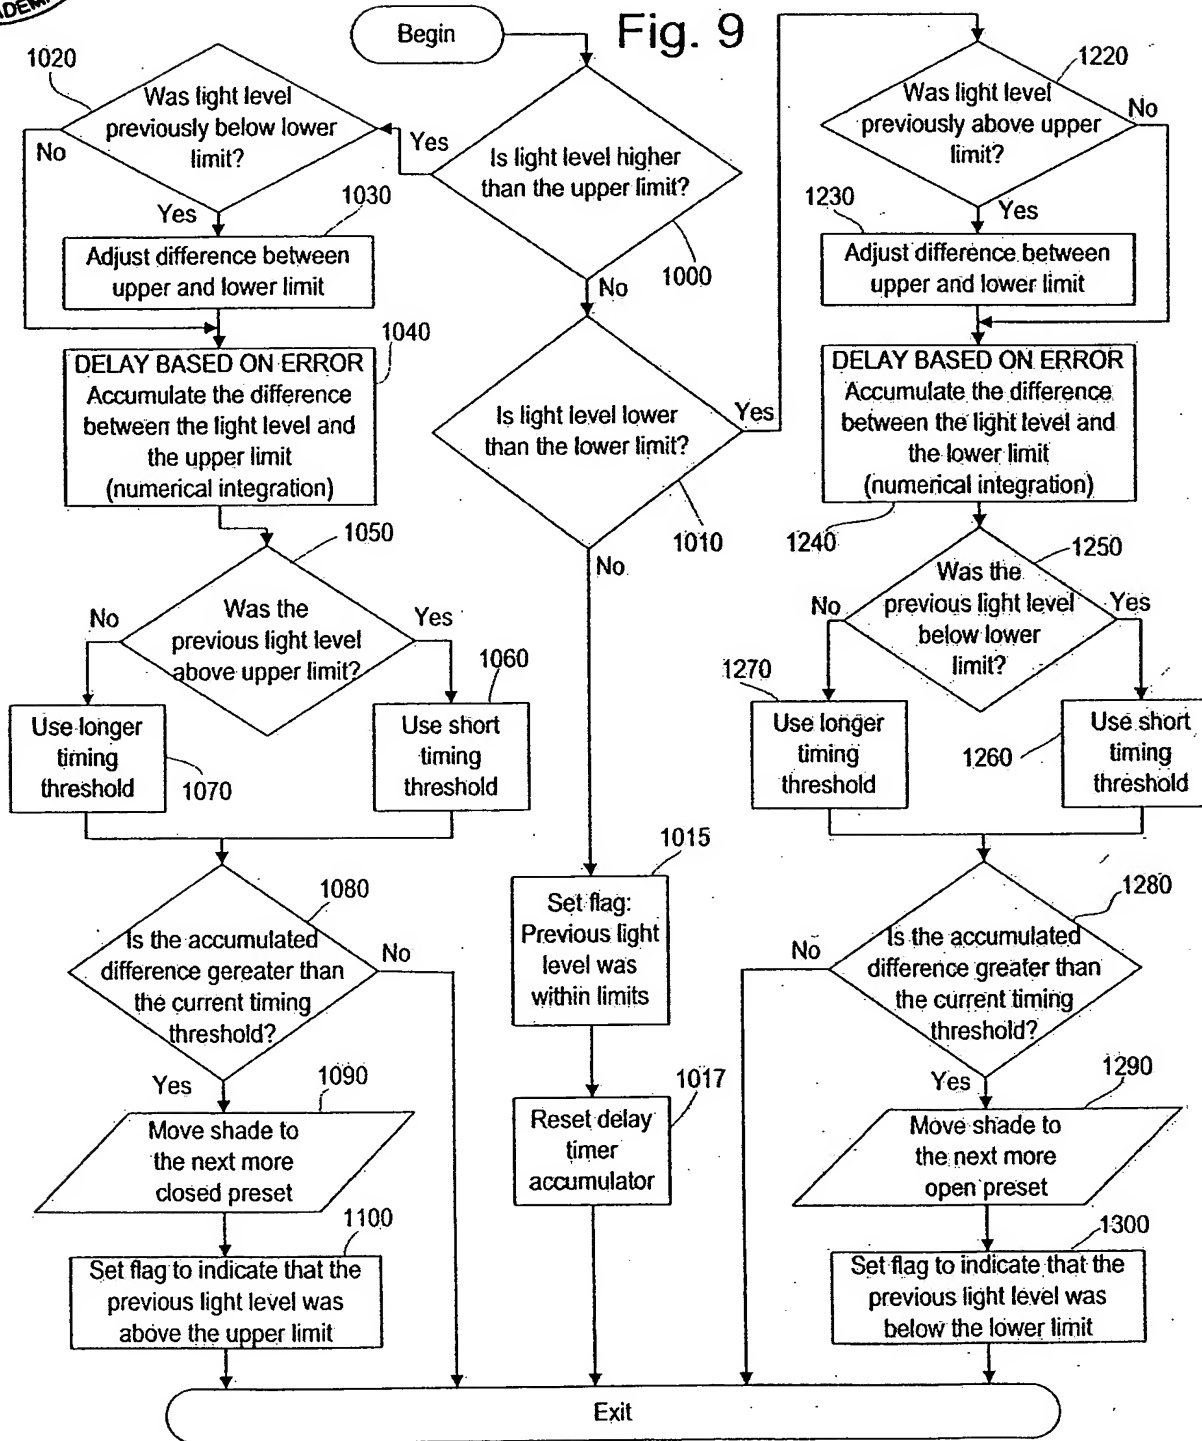 Fig. 9
Begin
1020
Was light level
previously below lower
limit?
No
Yes
Yes
Is light level higher
than the upper limit?
1000
No
1220
Was light level
previously above upper
limit?
No
Yes
1030
Adjust difference between
upper and lower limit
1230
Adjust difference between
upper and lower limit
1040
DELAY BASED ON ERROR
Accumulate the difference
between the light level and
the upper limit
(numerical integration)
Is light level lower
than the lower limit?
Yes
1010
No
DELAY BASED ON ERROR
Accumulate the difference
between the light level and
the lower limit
(numerical integration)
1240
1050
No
Was the
previous light level
above upper limit?
Yes
1250
No
Was the
previous light level
below lower
limit?
Yes
1060
Use longer
timing
threshold
1070
Use short
timing
threshold
1270
Use longer
timing
threshold
1260
Use short
timing
threshold
1080
Is the accumulated
difference gereater than
the current timing
threshold?
No
Yes
1015
Set flag:
Previous light
level was
within limits
1280
No
Is the accumulated
difference greater than
the current timing
threshold?
Yes
1090
Move shade to
the next more
closed preset
1017
Reset delay
timer
accumulator
1290
Move shade to
the next more
open preset
1100
Set flag to indicate that the
previous light level was
above the upper limit
1300
Set flag to indicate that the
previous light level was
below the lower limit
Exit